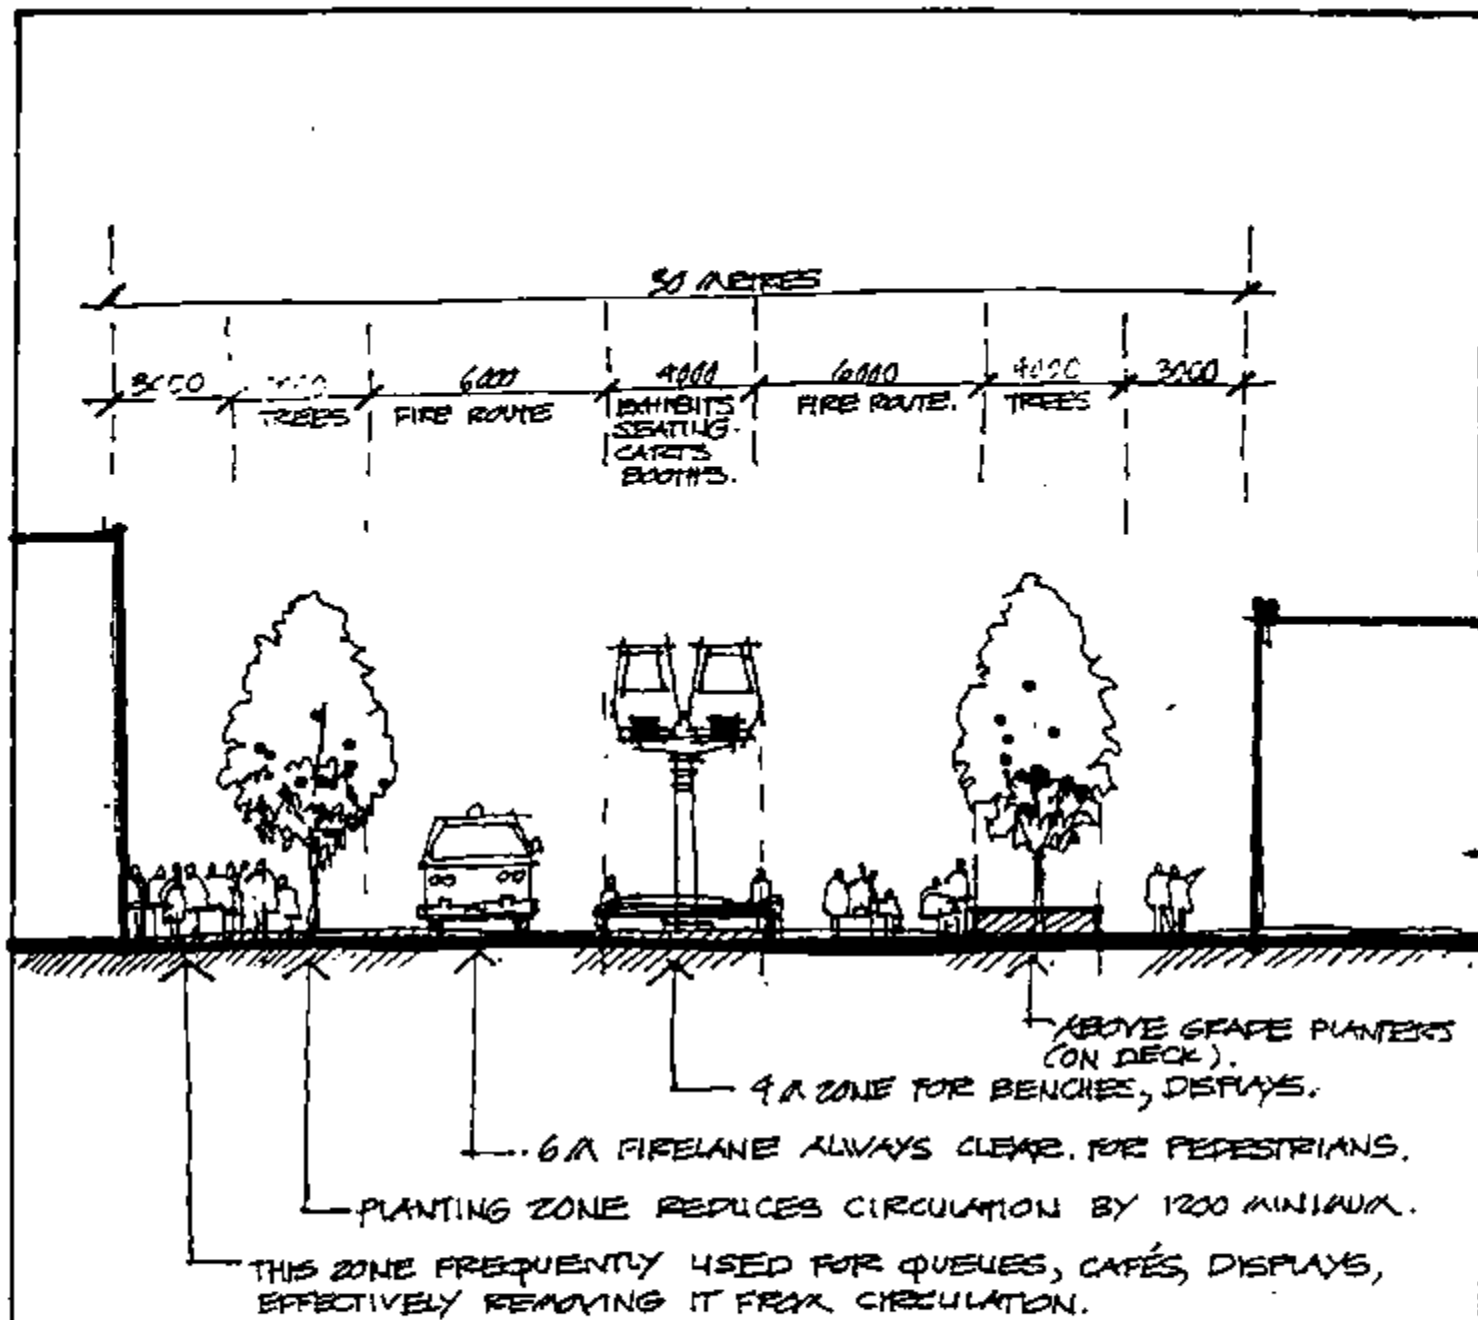 30 METRES
3000 6000 4000 6000 4000 3000
TREES FIRE ROUTE EXHIBITS FIRE ROUTE. TREES
SEATING
CARTS
BOOTHS.
ABOVE GRADE PLANTERS
(ON DECK).
4 M ZONE FOR BENCHES, DISPLAYS.
6 M FIRELANE ALWAYS CLEAR. FOR PEDESTRIANS.
PLANTING ZONE REDUCES CIRCULATION BY 1200 MINIMUM.
THIS ZONE FREQUENTLY USED FOR QUEUES, CAFÉS, DISPLAYS,
EFFECTIVELY REMOVING IT FROM CIRCULATION.